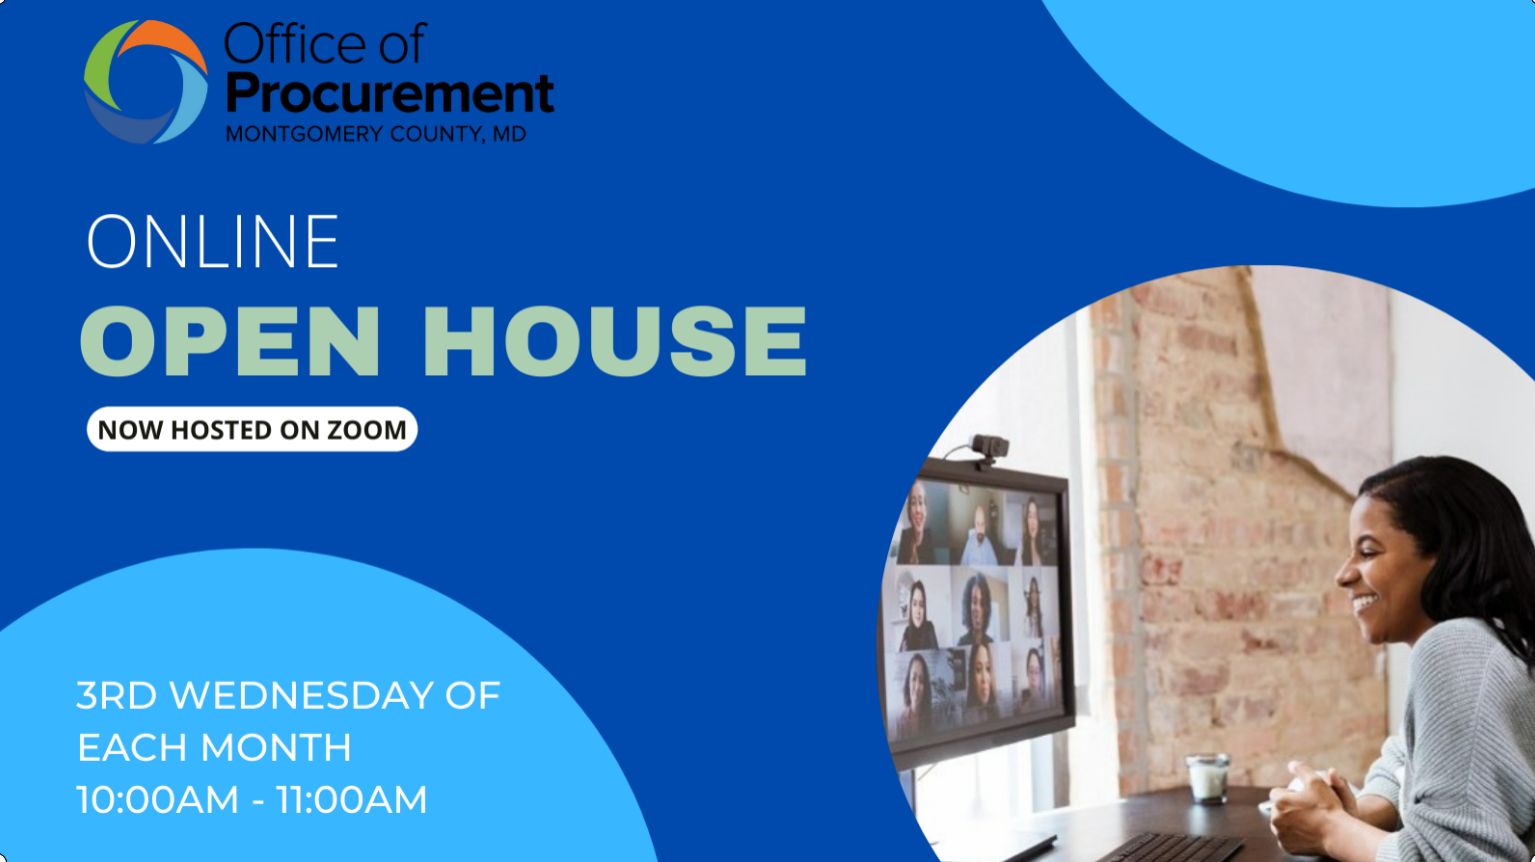 Office of
Procurement
MONTGOMERY COUNTY, MD
ONLINE
OPEN HOUSE
NOW HOSTED ON ZOOM
3RD WEDNESDAY OF
EACH MONTH
10:00AM - 11:00AM